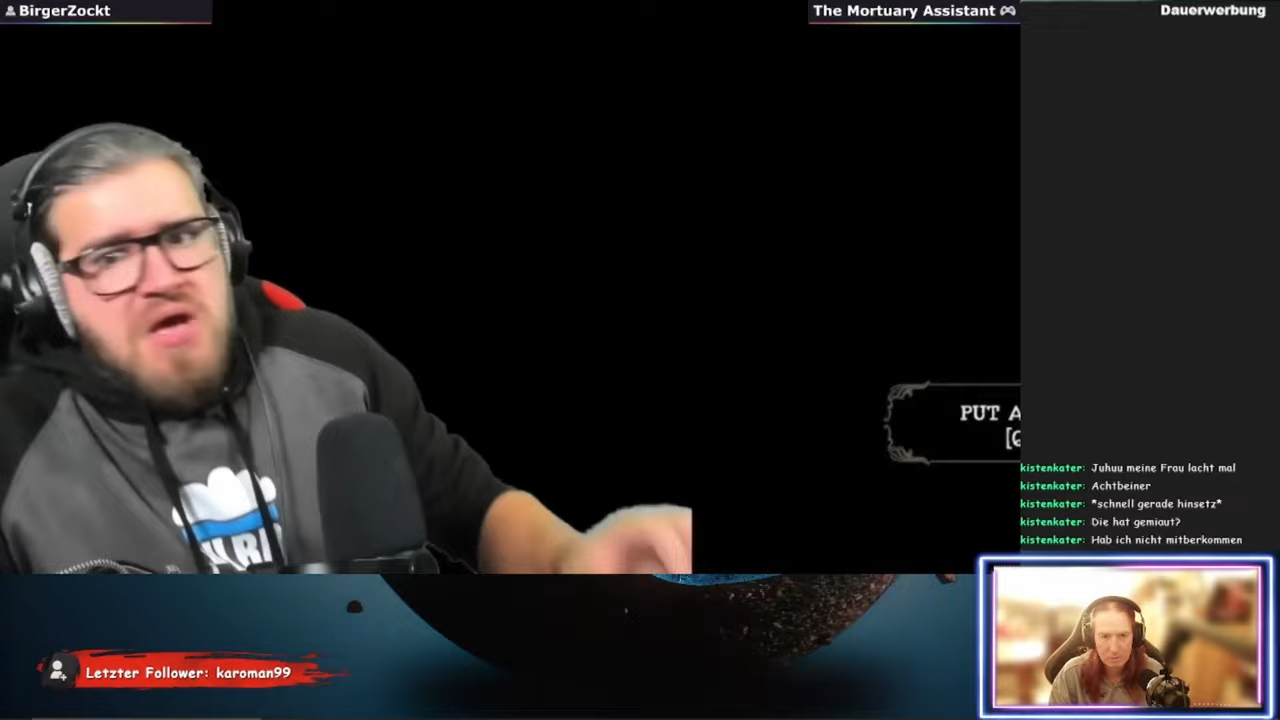 BirgerZockt
The Mortuary Assistant
Dauerwerbung
PUT A
kistenkater: Juhuu meine Frau lacht mal
kistenkater: Achtbeiner
kistenkater: *schnell gerade hinsetz*
kistenkater: Die hat gemiaut?
kistenkater: Hab ich nicht mitberkommen
Letzter Follower: karoman99